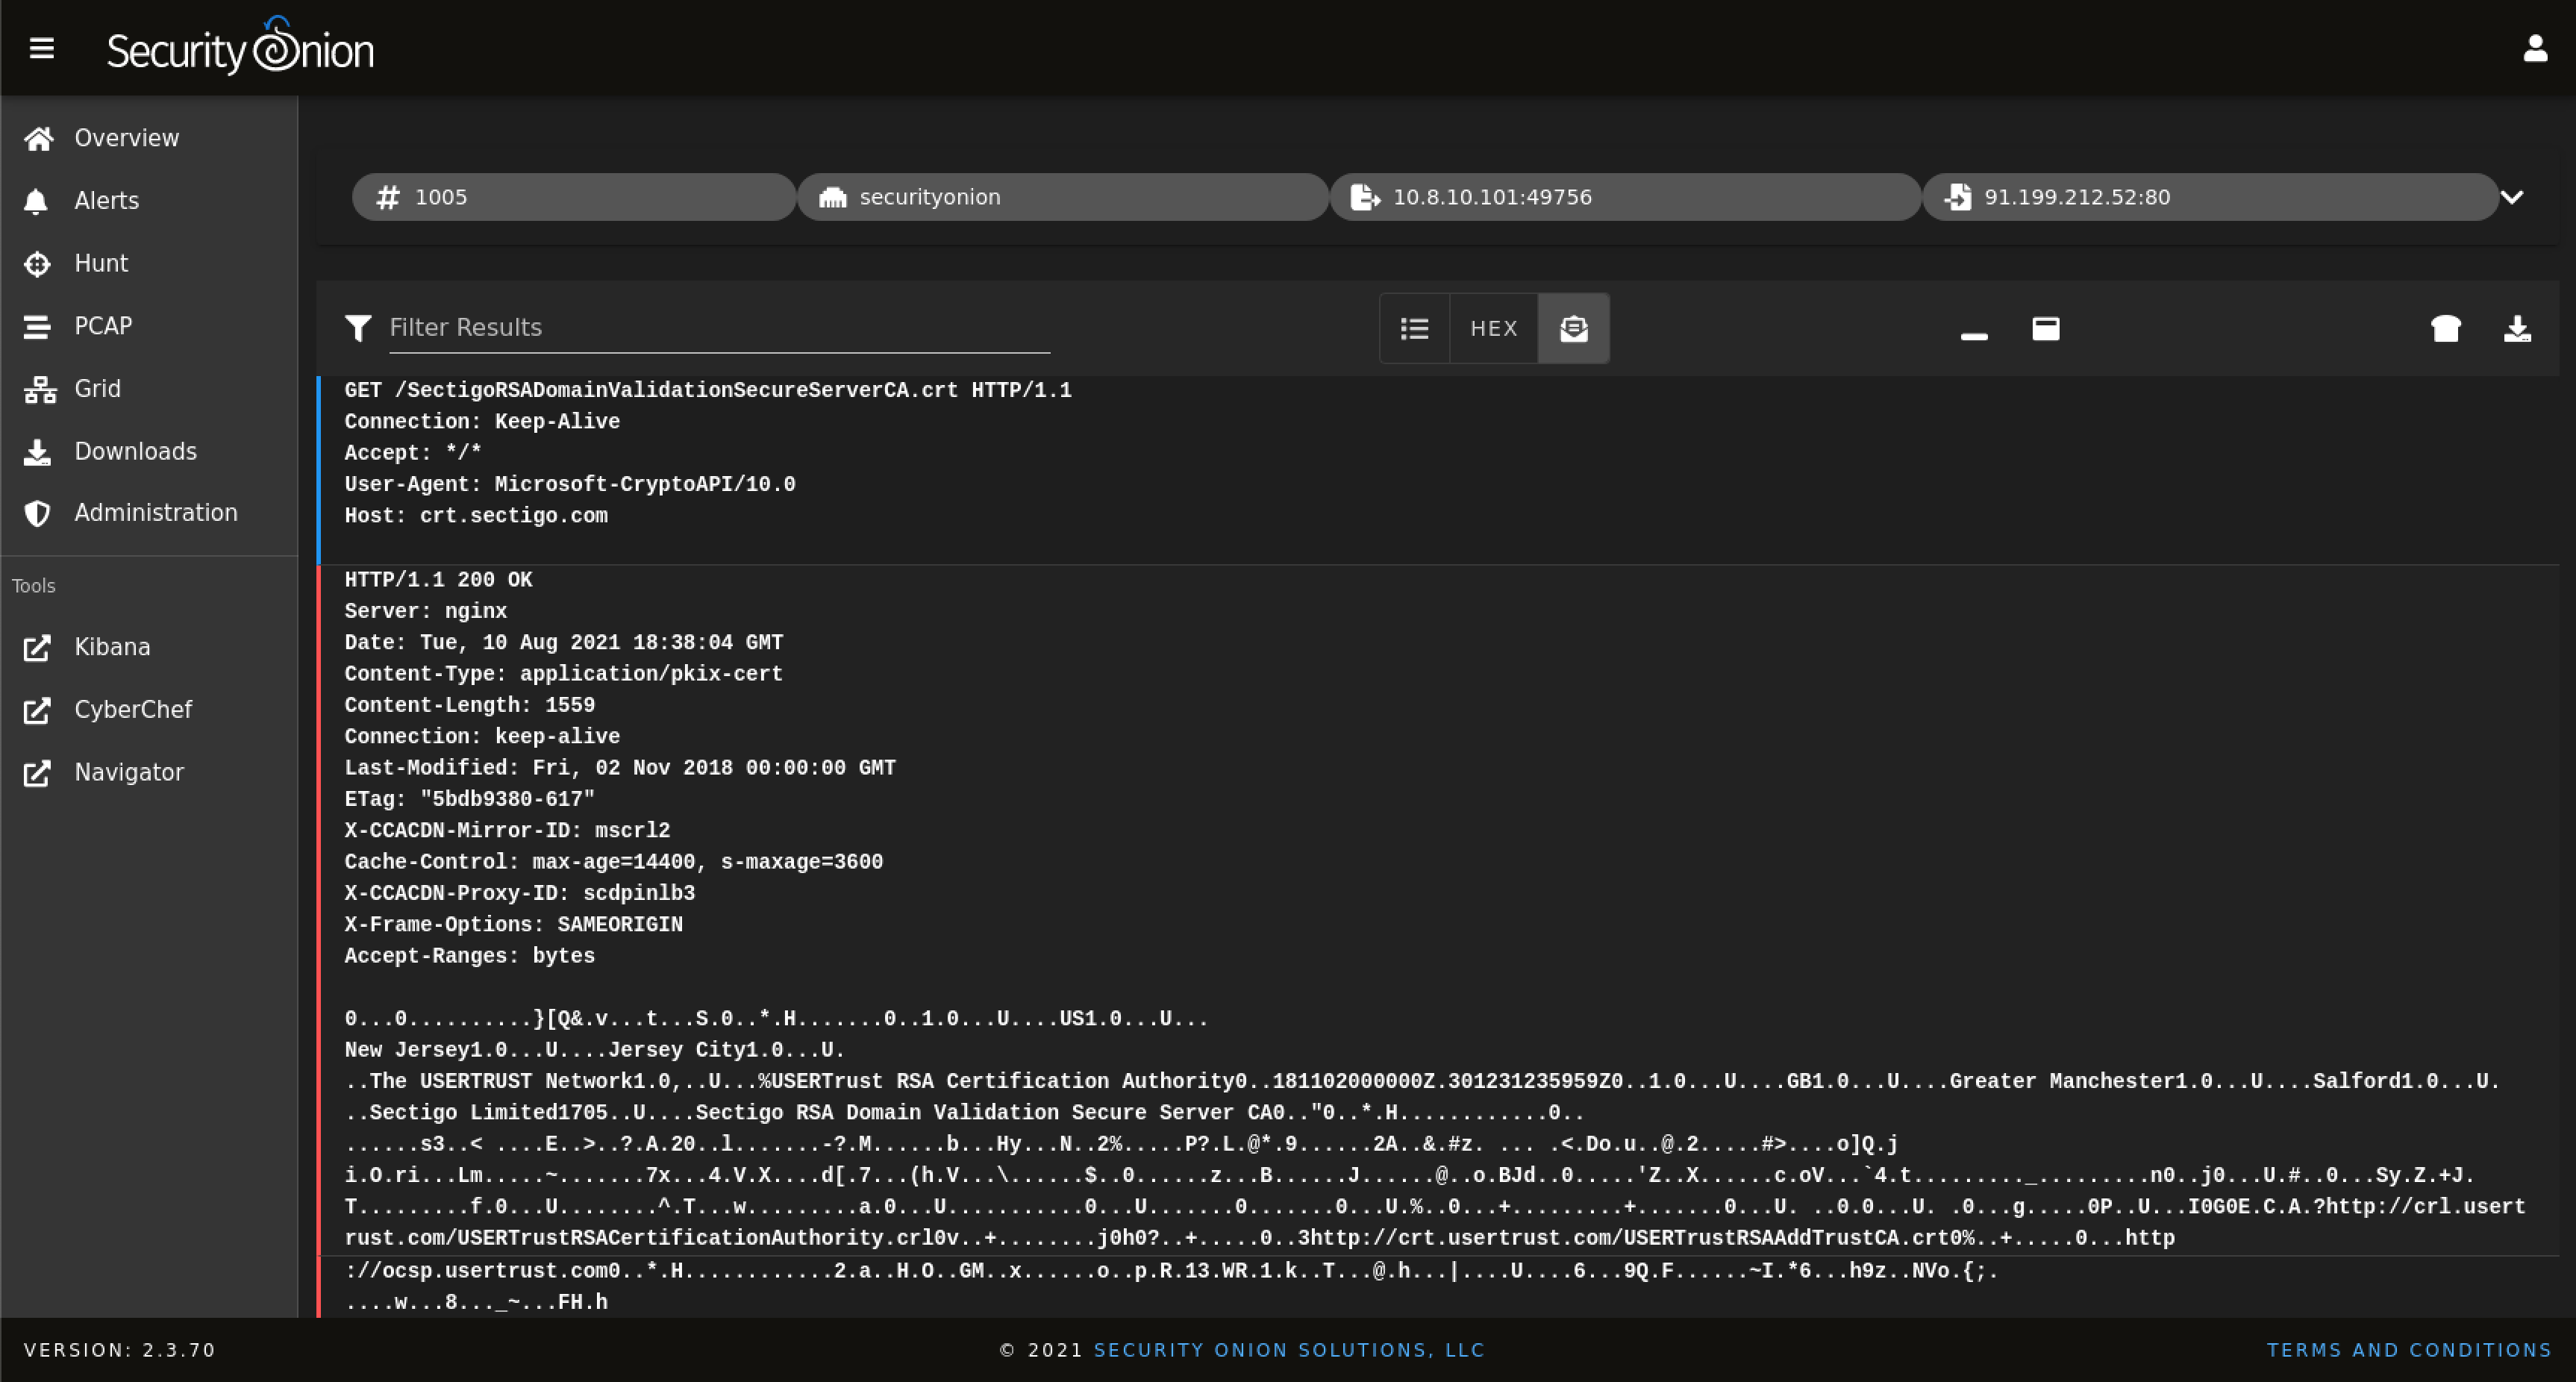 Security Onion
Overview
Alerts
Hunt
PCAP
Grid
Downloads
Administration
Tools
Kibana
CyberChef
Navigator
1005
securityonion
10.8.10.101:49756
91.199.212.52:80
Filter Results
HEX
GET /SectigoRSADomainValidationSecureServerCA.crt HTTP/1.1
Connection: Keep-Alive
Accept: */*
User-Agent: Microsoft-CryptoAPI/10.0
Host: crt.sectigo.com
HTTP/1.1 200 OK
Server: nginx
Date: Tue, 10 Aug 2021 18:38:04 GMT
Content-Type: application/pkix-cert
Content-Length: 1559
Connection: keep-alive
Last-Modified: Fri, 02 Nov 2018 00:00:00 GMT
ETag: "5bdb9380-617"
X-CCACDN-Mirror-ID: mscrl2
Cache-Control: max-age=14400, s-maxage=3600
X-CCACDN-Proxy-ID: scdpinlb3
X-Frame-Options: SAMEORIGIN
Accept-Ranges: bytes
0...0..........}[Q&.v...t...S.0..*.H.......0..1.0...U....US1.0...U...
New Jersey1.0...U....Jersey City1.0...U.
..The USERTRUST Network1.0,..U...%USERTrust RSA Certification Authority0..181102000000Z.301231235959Z0..1.0...U....GB1.0...U....Greater Manchester1.0...U....Salford1.0...U.
..Sectigo Limited1705..U....Sectigo RSA Domain Validation Secure Server CA0.."0..*.H............0..
......s3..< ....E..>..?.A.20..l.......-?.M......b...Hy...N..2%.....P?.L.@*.9......2A..&.#z. ... .<.Do.u..@.2.....#>....o]Q.j
i.O.ri...Lm.....~.......7x...4.V.X....d[.7...(h.V...\......$..0......z...B......J......@..o.BJd..0.....'Z..X......c.oV...`4.t........._.........n0..j0...U.#..0...Sy.Z.+J.
T.........f.0...U........^.T...w.........a.0...U...........0...U.......0.......0...U.%..0...+.........+.......0...U. ..0.0...U. .0...g.....0P..U...I0G0E.C.A.?http://crl.usert
rust.com/USERTrustRSACertificationAuthority.crl0v..+........j0h0?..+.....0..3http://crt.usertrust.com/USERTrustRSAAddTrustCA.crt0%..+.....0...http
://ocsp.usertrust.com0..*.H............2.a..H.O..GM..x......o..p.R.13.WR.1.k..T...@.h...|....U....6...9Q.F......~I.*6...h9z..NVo.{;.
....w...8..._~...FH.h
VERSION: 2.3.70
© 2021 SECURITY ONION SOLUTIONS, LLC
TERMS AND CONDITIONS